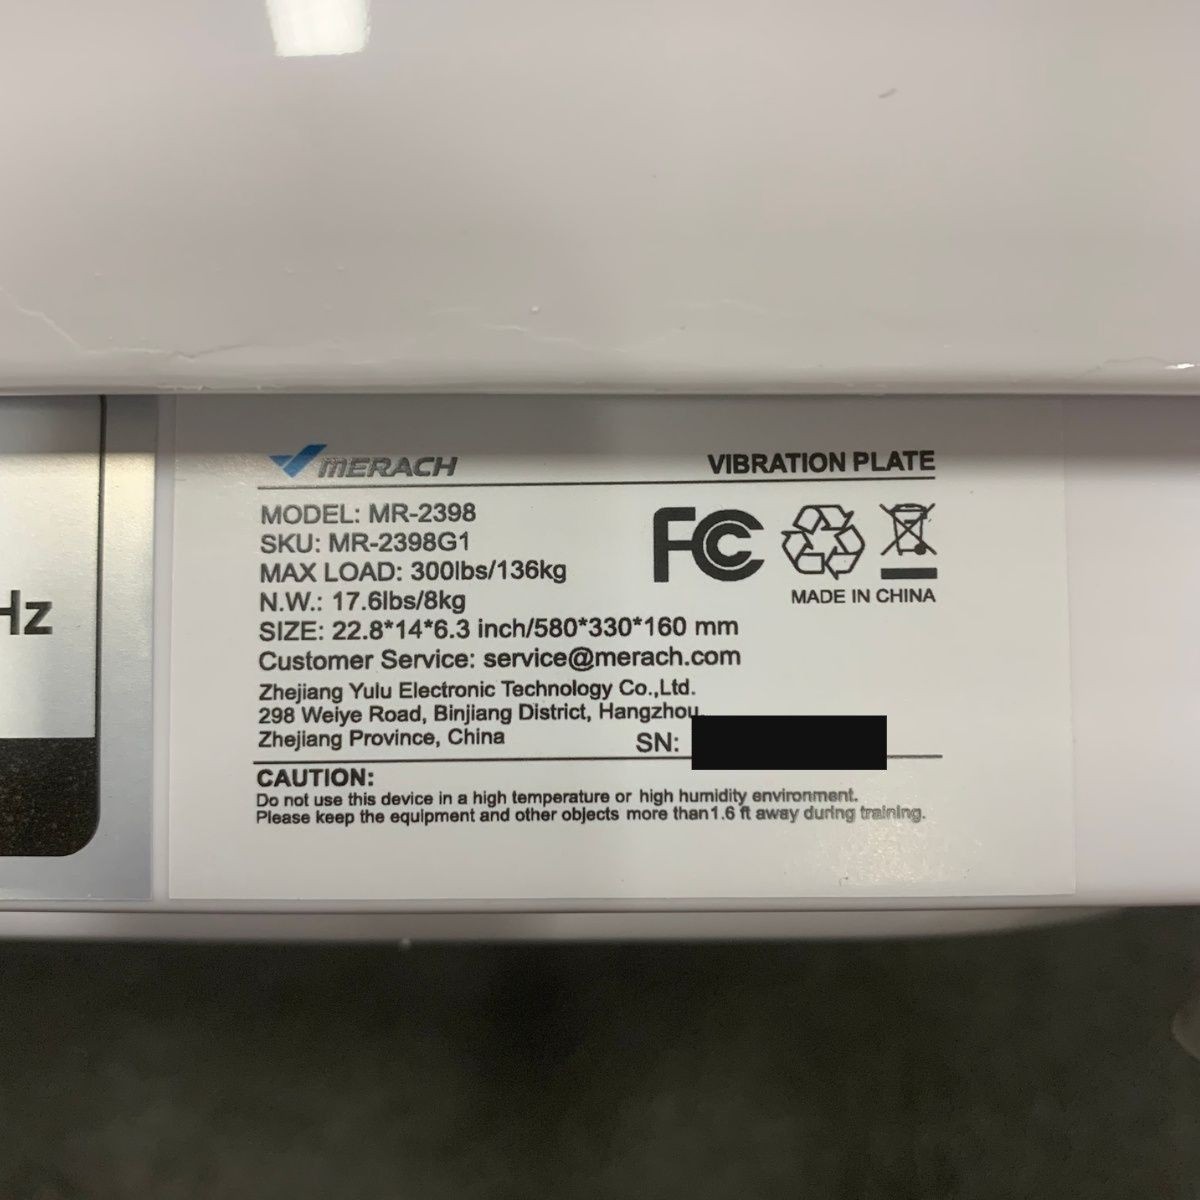 MERACH
VIBRATION PLATE
MODEL: MR-2398
SKU: MR-2398G1
MAX LOAD: 300lbs/136kg
N.W.: 17.6lbs/8kg
SIZE: 22.8*14*6.3 inch/580*330*160 mm
Customer Service: service@merach.com
FC
MADE IN CHINA
Zhejiang Yulu Electronic Technology Co.,Ltd.
298 Weiye Road, Binjiang District, Hangzhou,
Zhejiang Province, China
SN:
CAUTION:
Do not use this device in a high temperature or high humidity environment.
Please keep the equipment and other objects more than1.6 ft away during training.
Hz